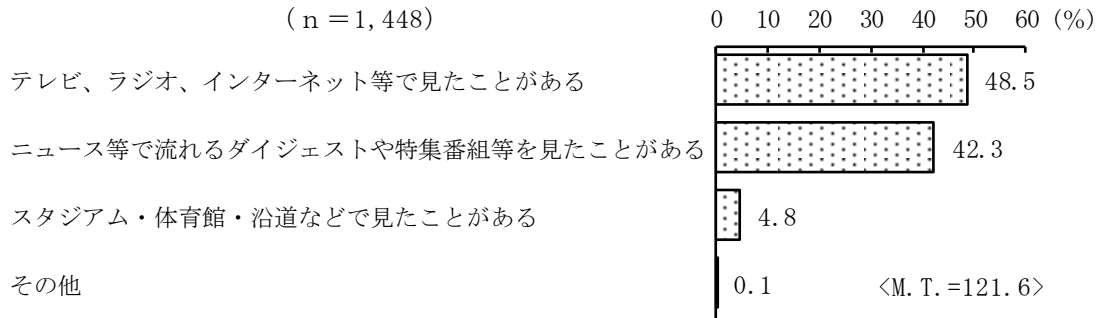 (ｎ＝1,448)
0 10 20 30 40 50 60 (%)
テレビ、ラジオ、インターネット等で見たことがある 48.5
ニュース等で流れるダイジェストや特集番組等を見たことがある 42.3
スタジアム・体育館・沿道などで見たことがある 4.8
その他 0.1 <M.T.=121.6>